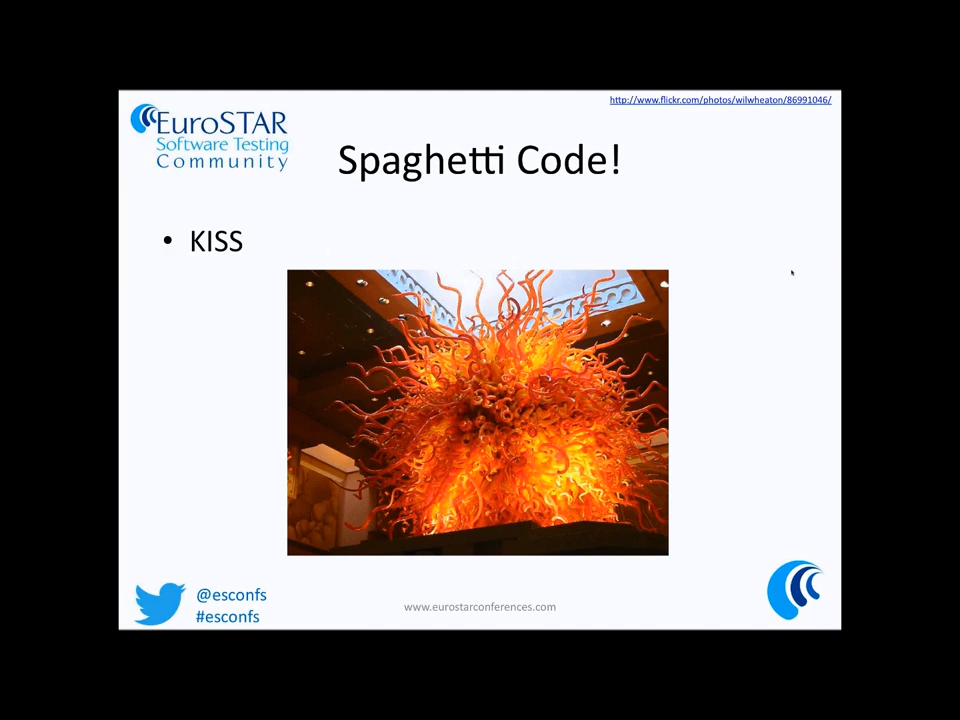 http://www.flickr.com/photos/wilwheaton/86991046/
EuroSTAR
Software Testing
Community
Spaghetti Code!
• KISS
@esconfs
#esconfs
www.eurostarconferences.com